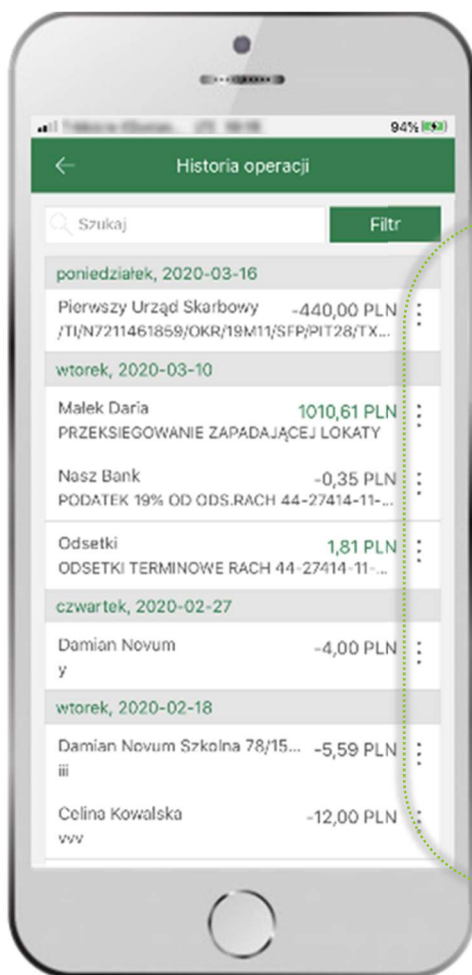 94%
Historia operacji
Szukaj
Filtr
poniedziałek, 2020-03-16
Pierwszy Urząd Skarbowy -440,00 PLN
/TI/N7211461859/OKR/19M11/SFP/PIT28/TX...
wtorek, 2020-03-10
Małek Daria 1010,61 PLN
PRZEKSIEGOWANIE ZAPADAJĄCEJ LOKATY
Nasz Bank -0,35 PLN
PODATEK 19% OD ODS.RACH 44-27414-11-...
Odsetki 1,81 PLN
ODSETKI TERMINOWE RACH 44-27414-11-...
czwartek, 2020-02-27
Damian Novum -4,00 PLN
y
wtorek, 2020-02-18
Damian Novum Szkolna 78/15... -5,59 PLN
iii
Celina Kowalska -12,00 PLN
vvv